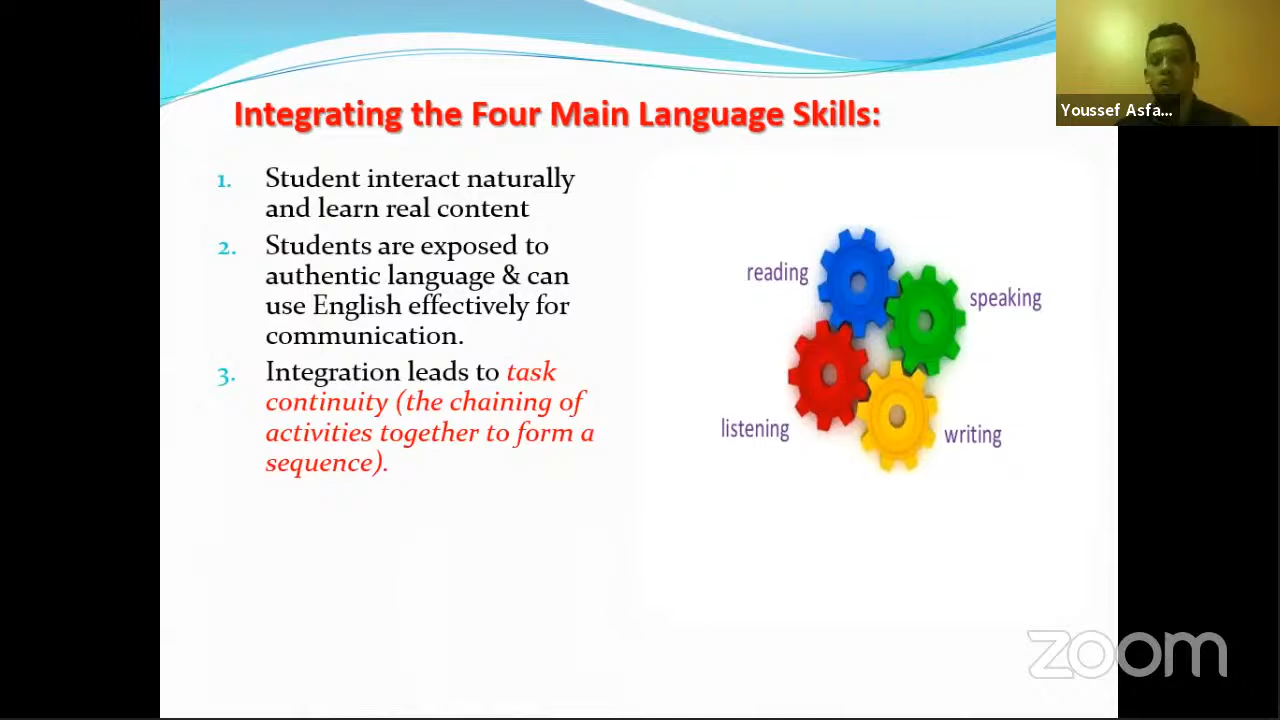 Integrating the Four Main Language Skills:
Youssef Asfa...
1. Student interact naturally
and learn real content
2. Students are exposed to
authentic language & can
use English effectively for
communication.
3. Integration leads to task
continuity (the chaining of
activities together to form a
sequence).
reading
speaking
listening
writing
zoom